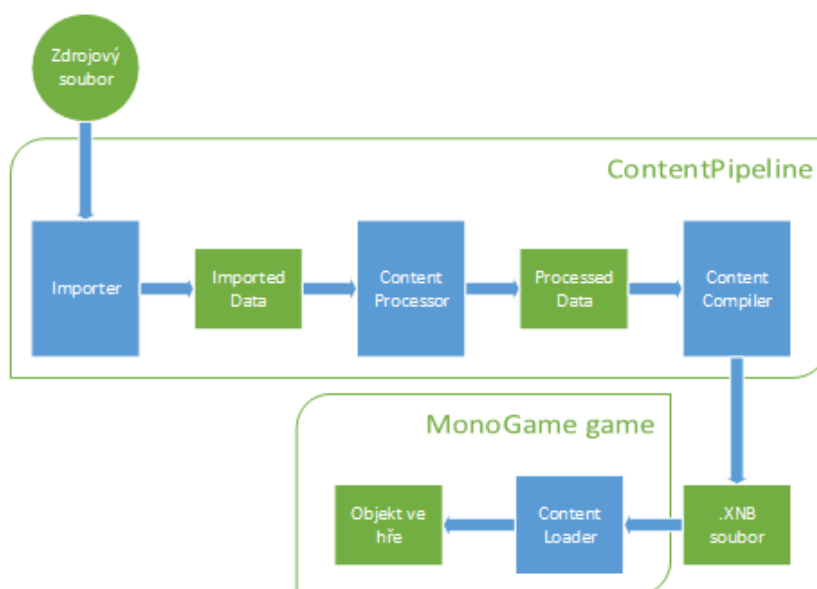 Zdrojový
soubor
ContentPipeline
Importer
Imported
Data
Content
Processor
Processed
Data
Content
Compiler
MonoGame game
Objekt ve
hře
Content
Loader
.XNB
soubor